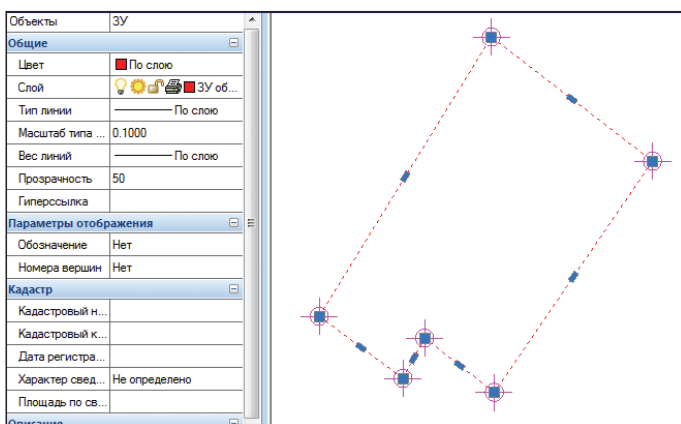 Объекты ЗУ
Общие
Цвет По слою
Слой ЗУ об...
Тип линии По слою
Масштаб типа ... 0.1000
Вес линий По слою
Прозрачность 50
Гиперссылка
Параметры отображения
Обозначение Нет
Номера вершин Нет
Кадастр
Кадастровый н...
Кадастровый к...
Дата регистра...
Характер свед... Не определено
Площадь по св...
Описание